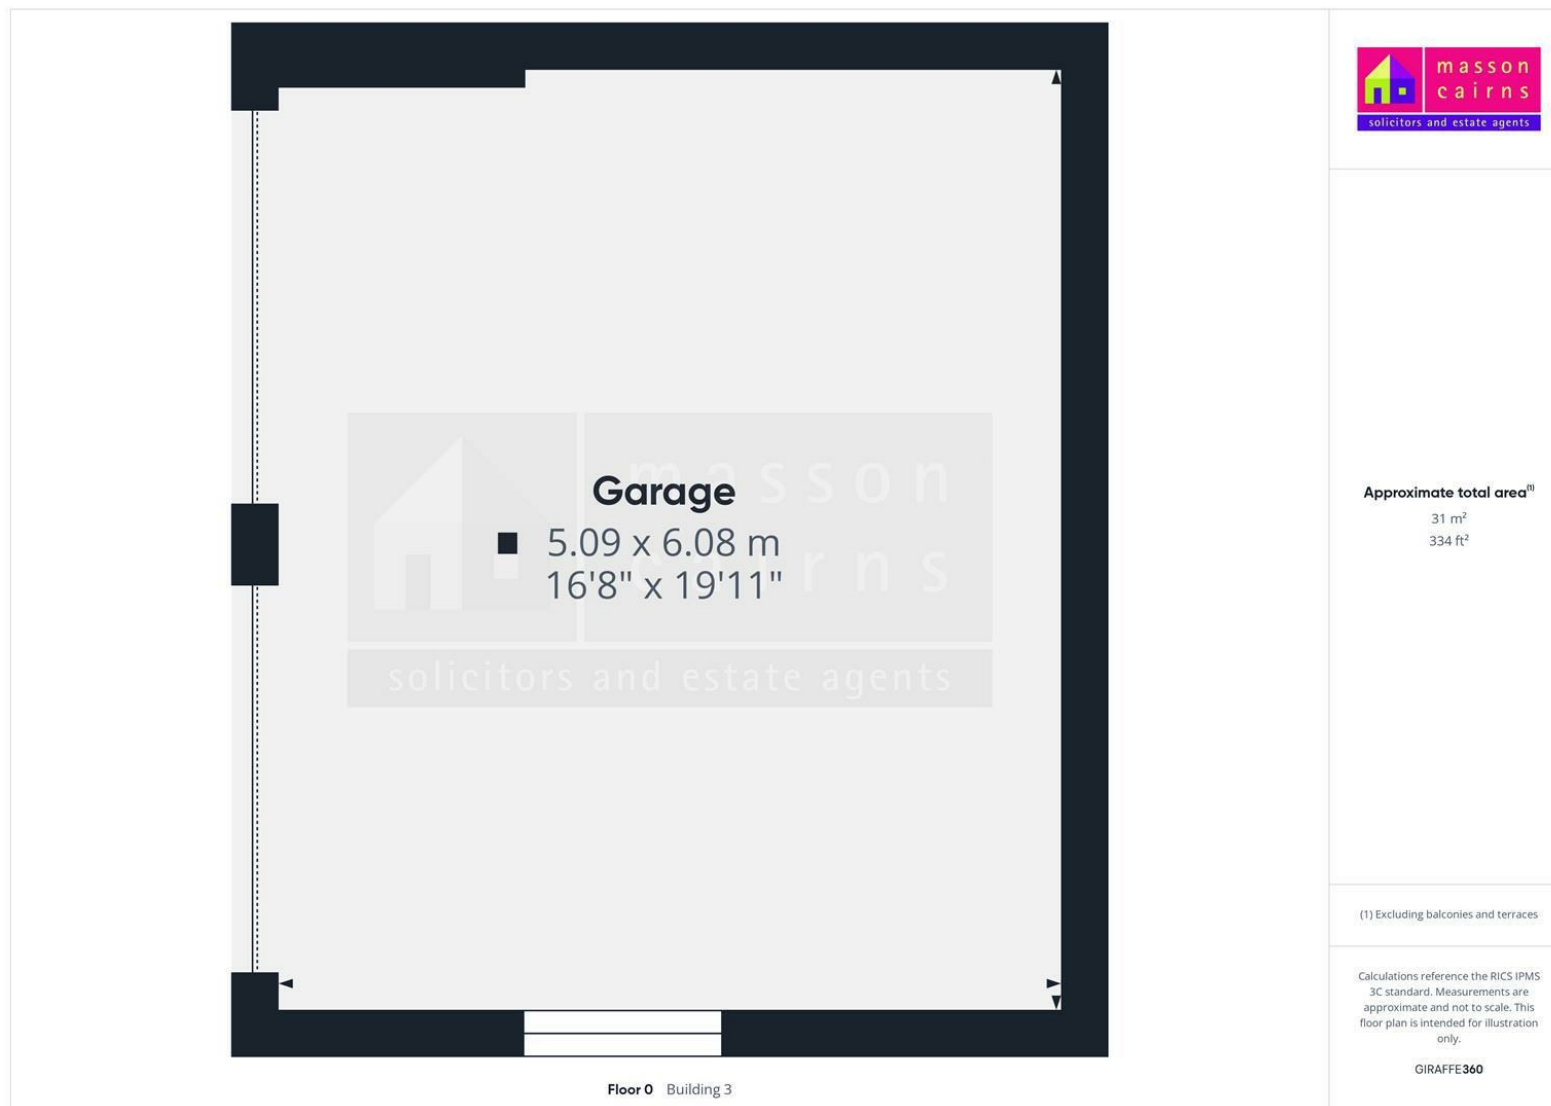 Garage
5.09 x 6.08 m
16'8" x 19'11"
masson
cairns
solicitors and estate agents
Floor 0 Building 3
masson
cairns
solicitors and estate agents
Approximate total area(1)
31 m²
334 ft²
(1) Excluding balconies and terraces
Calculations reference the RICS IPMS
3C standard. Measurements are
approximate and not to scale. This
floor plan is intended for illustration
only.
GIRAFFE360